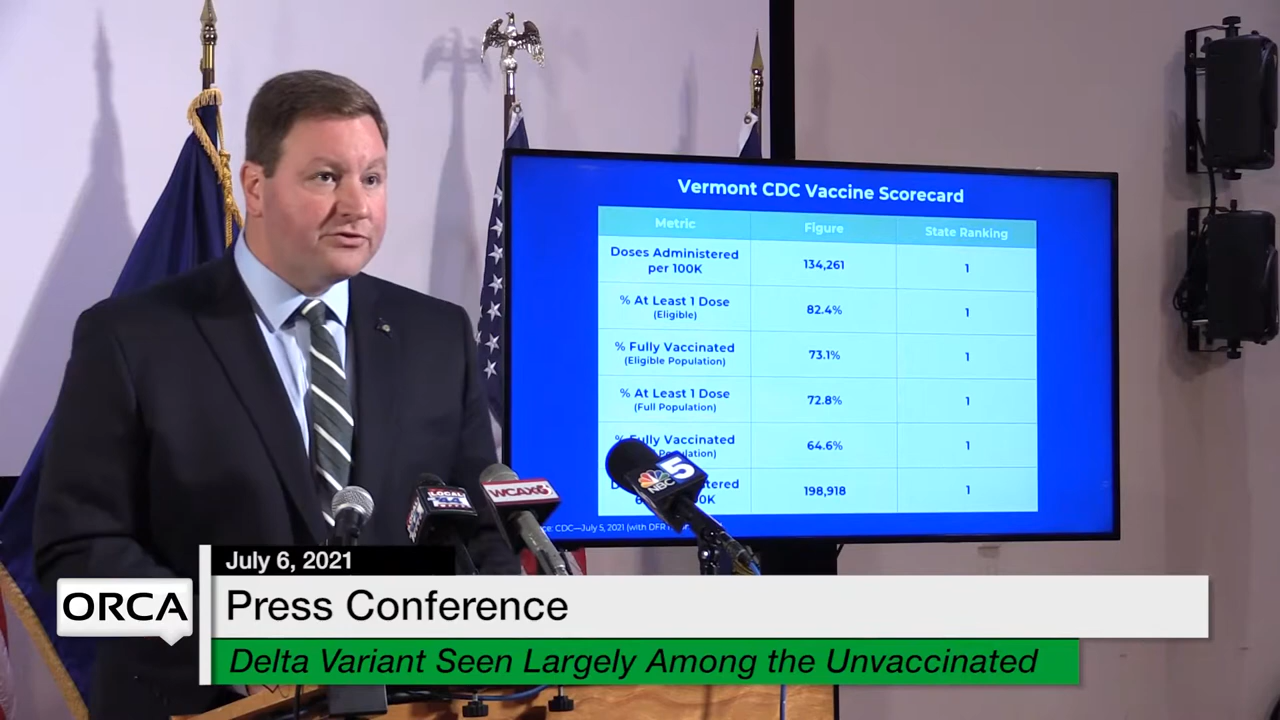 Vermont CDC Vaccine Scorecard
Metric Figure State Ranking
Doses Administered
per 100K
134,261 1
% At Least 1 Dose
(Eligible)
82.4% 1
% Fully Vaccinated
(Eligible Population)
73.1% 1
% At Least 1 Dose
(Full Population)
72.8% 1
% Fully Vaccinated
64.6% 1
198,918 1
CDC—July 5, 2021 (with DFR
LOCAL
44
WCAX
5
NBC
July 6, 2021
ORCA
Press Conference
Delta Variant Seen Largely Among the Unvaccinated